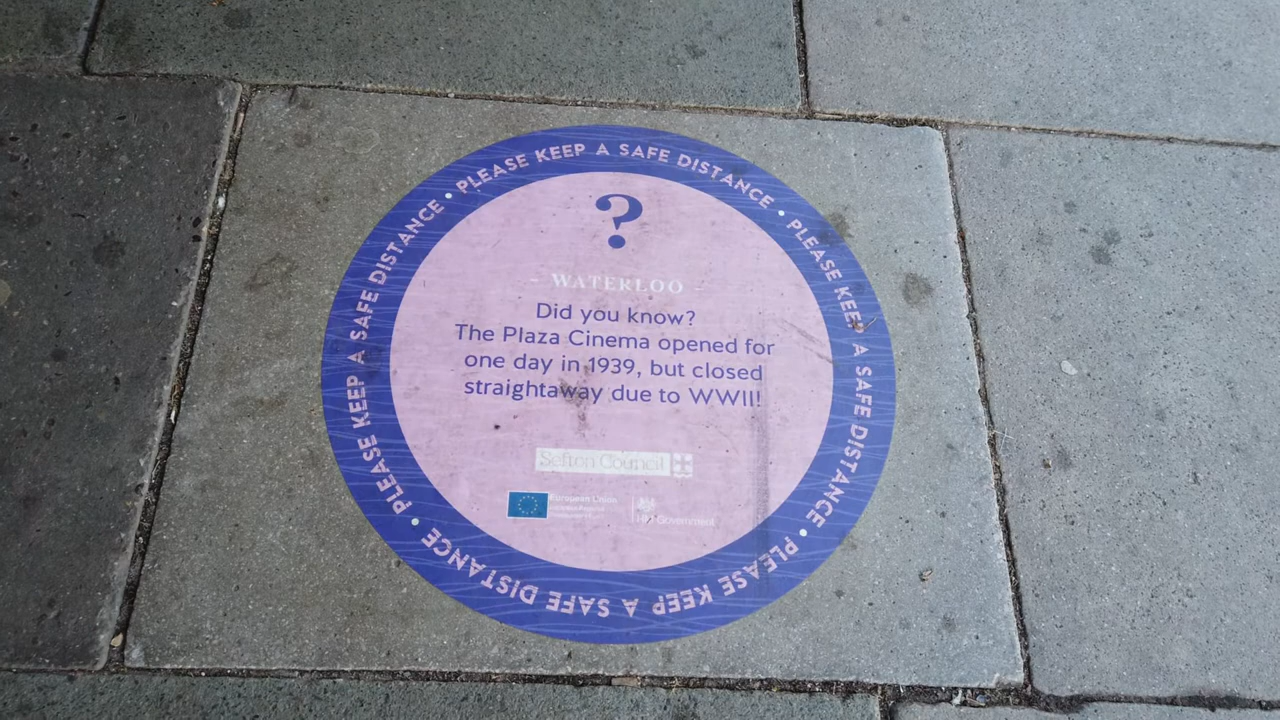 PLEASE KEEP A SAFE DISTANCE • PLEASE KEEP A SAFE DISTANCE • PLEASE KEEP A SAFE DISTANCE • PLEASE KEEP A SAFE DISTANCE •
?
- WATERLOO -
Did you know?
The Plaza Cinema opened for
one day in 1939, but closed
straightaway due to WWII!
Sefton Council
European Union
HM Government